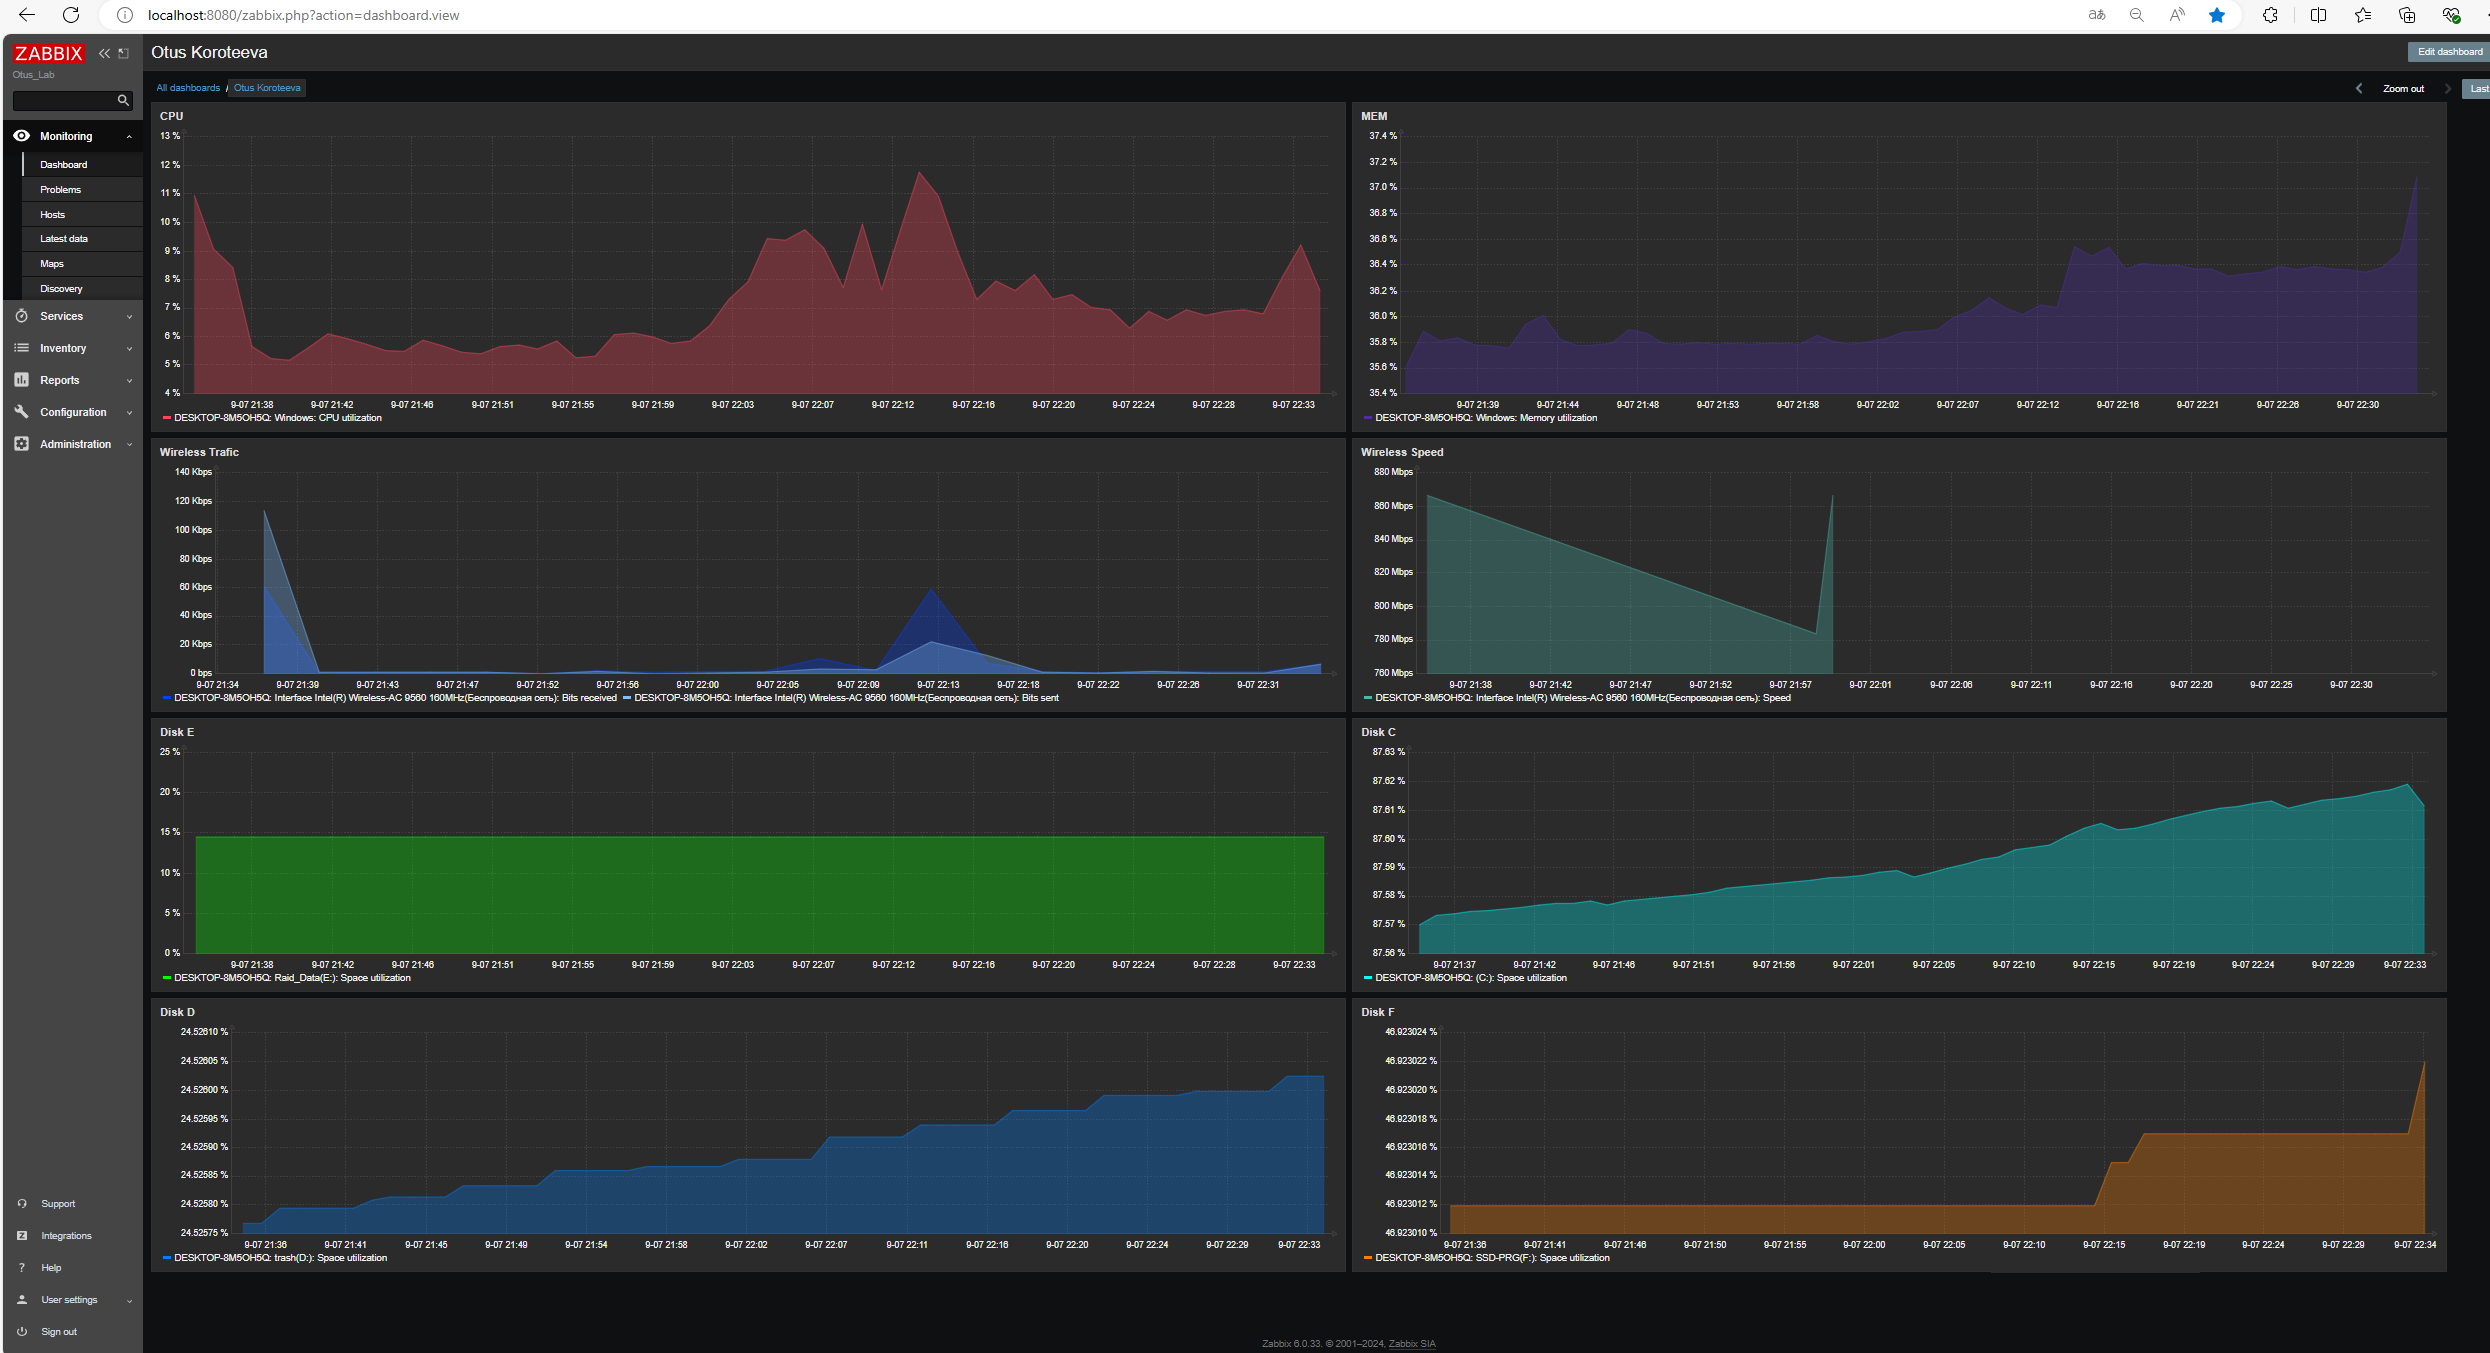 localhost:8080/zabbix.php?action=dashboard.view
ZABBIX
Otus_Lab
Monitoring
Dashboard
Problems
Hosts
Latest data
Maps
Discovery
Services
Inventory
Reports
Configuration
Administration
Support
Integrations
Help
User settings
Sign out
Otus Koroteeva
Edit dashboard
All dashboards / Otus Koroteeva
Zoom out
Last
CPU
13 %
12 %
11 %
10 %
9 %
8 %
7 %
6 %
5 %
4 %
9-07 21:38 9-07 21:42 9-07 21:46 9-07 21:51 9-07 21:55 9-07 21:59 9-07 22:03 9-07 22:07 9-07 22:12 9-07 22:16 9-07 22:20 9-07 22:24 9-07 22:28 9-07 22:33
DESKTOP-8M5OH5Q: Windows: CPU utilization
MEM
37.4 %
37.2 %
37.0 %
36.8 %
36.6 %
36.4 %
36.2 %
36.0 %
35.8 %
35.6 %
35.4 %
9-07 21:39 9-07 21:44 9-07 21:48 9-07 21:53 9-07 21:58 9-07 22:02 9-07 22:07 9-07 22:12 9-07 22:16 9-07 22:21 9-07 22:26 9-07 22:30
DESKTOP-8M5OH5Q: Windows: Memory utilization
Wireless Trafic
140 Kbps
120 Kbps
100 Kbps
80 Kbps
60 Kbps
40 Kbps
20 Kbps
0 bps
9-07 21:34 9-07 21:39 9-07 21:43 9-07 21:47 9-07 21:52 9-07 21:56 9-07 22:00 9-07 22:05 9-07 22:09 9-07 22:13 9-07 22:18 9-07 22:22 9-07 22:26 9-07 22:31
DESKTOP-8M5OH5Q: Interface Intel(R) Wireless-AC 9560 160MHz(Беспроводная сеть): Bits received DESKTOP-8M5OH5Q: Interface Intel(R) Wireless-AC 9560 160MHz(Беспроводная сеть): Bits sent
Wireless Speed
880 Mbps
860 Mbps
840 Mbps
820 Mbps
800 Mbps
780 Mbps
760 Mbps
9-07 21:38 9-07 21:42 9-07 21:47 9-07 21:52 9-07 21:57 9-07 22:01 9-07 22:06 9-07 22:11 9-07 22:16 9-07 22:20 9-07 22:25 9-07 22:30
DESKTOP-8M5OH5Q: Interface Intel(R) Wireless-AC 9560 160MHz(Беспроводная сеть): Speed
Disk E
25 %
20 %
15 %
10 %
5 %
0 %
9-07 21:38 9-07 21:42 9-07 21:46 9-07 21:51 9-07 21:55 9-07 21:59 9-07 22:03 9-07 22:07 9-07 22:12 9-07 22:16 9-07 22:20 9-07 22:24 9-07 22:28 9-07 22:33
DESKTOP-8M5OH5Q: Raid_Data(E:): Space utilization
Disk C
87.63 %
87.62 %
87.61 %
87.60 %
87.59 %
87.58 %
87.57 %
87.56 %
9-07 21:37 9-07 21:42 9-07 21:46 9-07 21:51 9-07 21:56 9-07 22:01 9-07 22:05 9-07 22:10 9-07 22:15 9-07 22:19 9-07 22:24 9-07 22:29 9-07 22:33
DESKTOP-8M5OH5Q: (C:): Space utilization
Disk D
24.52610 %
24.52605 %
24.52600 %
24.52595 %
24.52590 %
24.52585 %
24.52580 %
24.52575 %
9-07 21:36 9-07 21:41 9-07 21:45 9-07 21:49 9-07 21:54 9-07 21:58 9-07 22:02 9-07 22:07 9-07 22:11 9-07 22:16 9-07 22:20 9-07 22:24 9-07 22:29 9-07 22:33
DESKTOP-8M5OH5Q: trash(D:): Space utilization
Disk F
46.923024 %
46.923022 %
46.923020 %
46.923018 %
46.923016 %
46.923014 %
46.923012 %
46.923010 %
9-07 21:36 9-07 21:41 9-07 21:46 9-07 21:50 9-07 21:55 9-07 22:00 9-07 22:05 9-07 22:10 9-07 22:15 9-07 22:19 9-07 22:24 9-07 22:29 9-07 22:34
DESKTOP-8M5OH5Q: SSD-PRG(F:): Space utilization
Zabbix 6.0.33. © 2001–2024, Zabbix SIA